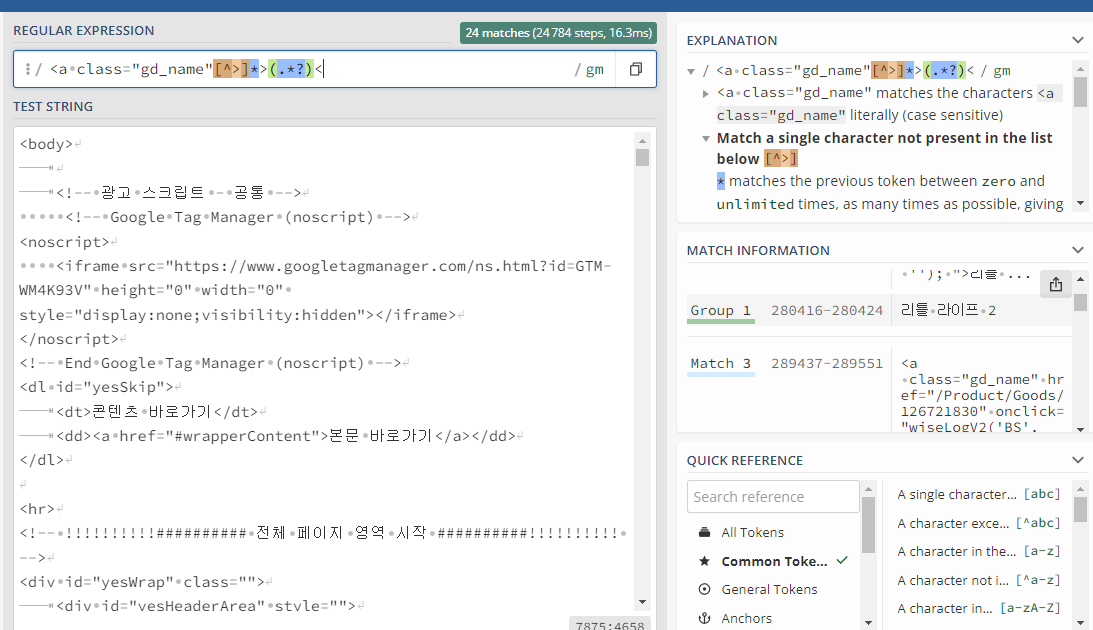 REGULAR EXPRESSION
24 matches (24 784 steps, 16.3ms)
/ <a class="gd_name"[^>]*>(.*?)<
/ gm
TEST STRING
<body>
<!-- 광고 스크립트 - 공통 -->
<!-- Google Tag Manager (noscript) -->
<noscript>
<iframe src="https://www.googletagmanager.com/ns.html?id=GTM-
WM4K93V" height="0" width="0"
style="display:none;visibility:hidden"></iframe>
</noscript>
<!-- End Google Tag Manager (noscript) -->
<dl id="yesSkip">
<dt>콘텐츠 바로가기</dt>
<dd><a href="#wrapperContent">본문 바로가기</a></dd>
</dl>
<hr>
<!-- !!!!!!!!!!########## 전체 페이지 영역 시작 ##########!!!!!!!!!!
-->
<div id="yesWrap" class="">
<div id="yesHeaderArea" style="">
7875:4658
EXPLANATION
/ <a class="gd_name"[^>]*>(.*?)< / gm
<a class="gd_name" matches the characters <a
class="gd_name" literally (case sensitive)
Match a single character not present in the list
below [^>]
* matches the previous token between zero and
unlimited times, as many times as possible, giving
MATCH INFORMATION
''); ">리틀 ...
Group 1 280416-280424 리틀 라이프 2
Match 3 289437-289551 <a
class="gd_name" hr
ef="/Product/Goods/
126721830" onclick=
"wiseLogV2('BS',
QUICK REFERENCE
Search reference
All Tokens
Common Toke...
General Tokens
Anchors
A single character... [abc]
A character exce... [^abc]
A character in the... [a-z]
A character not i... [^a-z]
A character in... [a-zA-Z]